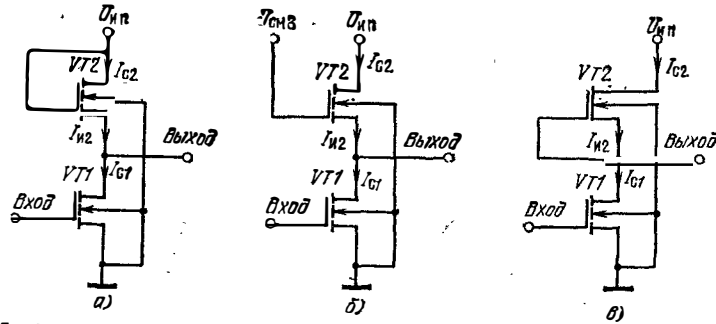 Uип
VT2
Iс2
Iи2
Выход
VT1
Iс1
Вход
а)
Uсмз
Uип
VT2
Iс2
Iи2
Выход
VT1
Iс1
Вход
б)
Uип
VT2
Iс2
Iи2
Выход
VT1
Iс1
Вход
в)